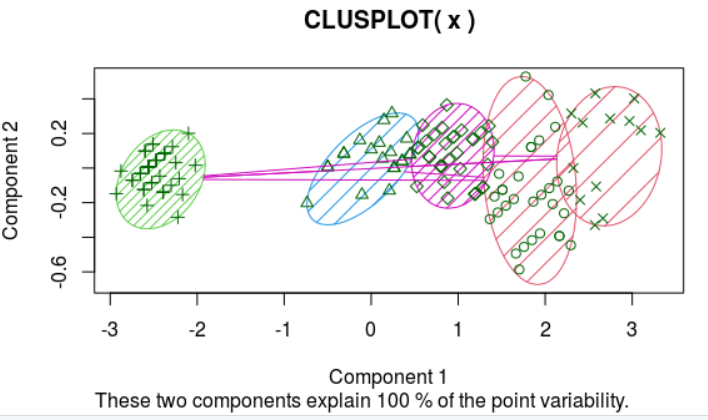 CLUSPLOT( x )
Component 2
0.2
-0.2
-0.6
-3
-2
-1
0
1
2
3
Component 1
These two components explain 100 % of the point variability.